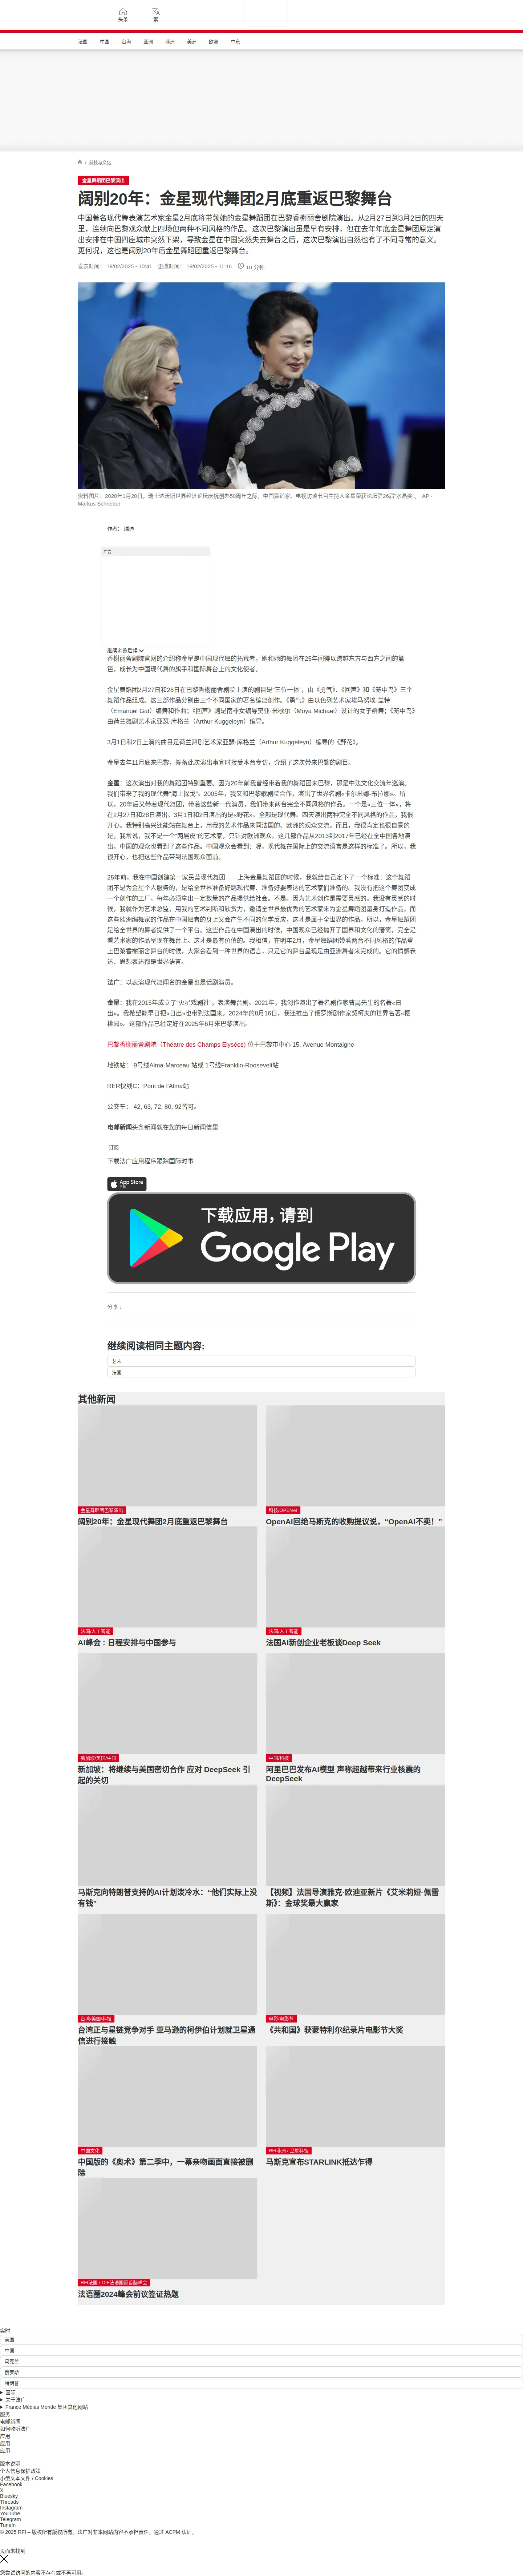 头条
繁
法国
中国
台海
亚洲
非洲
美洲
欧洲
中东
/ 科技与文化
金星舞蹈团巴黎演出
阔别20年：金星现代舞团2月底重返巴黎舞台
中国著名现代舞表演艺术家金星2月底将带领她的金星舞蹈团在巴黎香榭丽舍剧院演出。从2月27日到3月2日的四天
里，连续向巴黎观众献上四场但两种不同风格的作品。这次巴黎演出虽是早有安排，但在去年年底金星舞团原定演
出安排在中国四座城市突然下架，导致金星在中国突然失去舞台之后，这次巴黎演出自然也有了不同寻常的意义。
更何况，这也是阔别20年后金星舞蹈团重返巴黎舞台。
发表时间： 19/02/2025 - 10:41 更改时间： 19/02/2025 - 11:16 10 分钟
资料图片：2020年1月20日，瑞士达沃斯世界经济论坛庆祝创办50周年之际，中国舞蹈家、电视访谈节目主持人金星荣获论坛第26届"水晶奖"。 AP -
Markus Schreiber
作者： 瑞迪
广告
继续浏览后续
香榭丽舍剧院官网的介绍称金星是中国现代舞的拓荒者，她和她的舞团在25年间得以跨越东方与西方之间的篱
笆，成长为中国现代舞的旗手和国际舞台上的文化使者。
金星舞蹈团2月27日和28日在巴黎香榭丽舍剧院上演的剧目是"三位一体"，由《勇气》、《回声》和《笼中鸟》三个
舞蹈作品组成。这三部作品分别由三个不同国家的著名编舞创作。《勇气》由以色列艺术家埃马努埃-盖特
（Emanuel Gat）编舞和作曲；《回声》则是南非女编导莫亚·米歇尔（Moya Michael）设计的女子群舞；《笼中鸟》
由荷兰舞剧艺术家亚瑟·库格兰（Arthur Kuggeleyn）编导。
3月1日和2日上演的曲目是荷兰舞剧艺术家亚瑟·库格兰（Arthur Kuggeleyn）编导的《野花》。
金星去年11月底来巴黎，筹备此次演出事宜时接受本台专访，介绍了这次带来巴黎的剧目。
金星：这次演出对我的舞蹈团特别重要。因为20年前我曾经带着我的舞蹈团来巴黎，那是中法文化交流年巡演。
我们带来了我的现代舞"海上探戈"。2005年，我又和巴黎歌剧院合作，演出了世界名剧«卡尔米娜·布拉娜»。所
以，20年后又带着现代舞团，带着这些新一代演员，我们带来两台完全不同风格的作品。一个是«三位一体»，将
在2月27日和28日演出。3月1日和2日演出的是«野花»。全部是现代舞。四天演出两种完全不同风格的作品，我很
开心。我特别高兴还能站在舞台上，用我的艺术作品来同法国的、欧洲的观众交流。而且，我很肯定也很自豪的
是，我常说，我不是一个"两层皮"的艺术家，只针对欧洲观众。这几部作品从2013到2017年已经在全中国各地演
出。中国的观众也看到了这些作品。中国观众会看到：喔，现代舞在国际上的交流语言是这样的标准了。所以，我
很开心，也把这些作品带到法国观众面前。
25年前，我在中国创建第一家民营现代舞团——上海金星舞蹈团的时候，我就给自己定下了一个标准：这个舞蹈
团不是为金星个人服务的，是给全世界准备好跳现代舞、准备好要表达的艺术家们准备的。我没有把这个舞团变成
一个创作的工厂，每年必须拿出一定数量的产品提供给社会。不是。因为艺术创作是需要灵感的。我没有灵感的时
候，我就作为艺术总监，用我的艺术判断和欣赏力，邀请全世界最优秀的艺术家来为金星舞蹈团量身打造作品，而
这些欧洲编舞家的作品在中国舞者的身上又会产生不同的化学反应，这才是属于全世界的作品。所以，金星舞蹈团
是给全世界的舞者提供了一个平台。这些作品在中国演出的时候，中国观众已经抛开了国界和文化的藩篱，完全是
看艺术家的作品呈现在舞台上。这才是最有价值的。我相信，在明年2月，金星舞蹈团带着两台不同风格的作品登
上巴黎香榭丽舍舞台的时候，大家会看到一种世界的语言，只是它的舞台呈现是由亚洲舞者来完成的。它的情感表
达、思想表达都是世界语言。
法广：以表演现代舞闻名的金星也是话剧演员。
金星：我在2015年成立了"火星戏剧社"，表演舞台剧。2021年，我创作演出了著名剧作家曹禺先生的名著«日
出»。我希望能早日把«日出»也带到法国来。2024年的8月16日，我还推出了俄罗斯剧作家契柯夫的世界名著«樱
桃园»。这部作品已经定好在2025年6月来巴黎演出。
巴黎香榭丽舍剧院（Théatre des Champs Elysées) 位于巴黎市中心 15, Avenue Montaigne
地铁站： 9号线Alma-Marceau 站或 1号线Franklin-Roosevelt站
RER快线C：Pont de l'Alma站
公交车： 42, 63, 72, 80, 92皆可。
电邮新闻头条新闻就在您的每日新闻信里
订阅
下载法广应用程序跟踪国际时事
App Store
下载
下载应用，请到
Google Play
分享 :
继续阅读相同主题内容:
艺术
法国
其他新闻
金星舞蹈团巴黎演出
阔别20年：金星现代舞团2月底重返巴黎舞台
科技/OPENAI
OpenAI回绝马斯克的收购提议说，“OpenAI不卖！”
法国/人工智能
AI峰会 : 日程安排与中国参与
法国/人工智能
法国AI新创企业老板谈Deep Seek
新加坡/美国/中国
新加坡：将继续与美国密切合作 应对 DeepSeek 引
起的关切
中国/科技
阿里巴巴发布AI模型 声称超越带来行业核震的
DeepSeek
马斯克向特朗普支持的AI计划泼冷水：“他们实际上没
有钱”
【视频】法国导演雅克·欧迪亚新片《艾米莉娅·佩雷
斯》：金球奖最大赢家
台湾/美国/科技
台湾正与星链竞争对手 亚马逊的柯伊伯计划就卫星通
信进行接触
电影/电影节
《共和国》获蒙特利尔纪录片电影节大奖
中国文化
中国版的《奥术》第二季中，一幕亲吻画面直接被删
除
RFI非洲 / 卫星科技
马斯克宣布STARLINK抵达乍得
RFI法国 / OIF法语国家首脑峰会
法语圈2024峰会前议签证热题
实时
美国
中国
乌克兰
俄罗斯
特朗普
国际
关于法广
France Médias Monde 集团其他网站
服务
电邮新闻
如何收听法广
应用
应用
应用
版本说明
个人信息保护政策
小型文本文件 / Cookies
Facebook
X
Bluesky
Threads
Instagram
YouTube
Telegram
TuneIn
© 2025 RFI – 版权所有版权所有。法广对非本网站内容不承担责任。通过 ACPM 认证。
页面未找到
您尝试访问的内容不存在或不再可用。